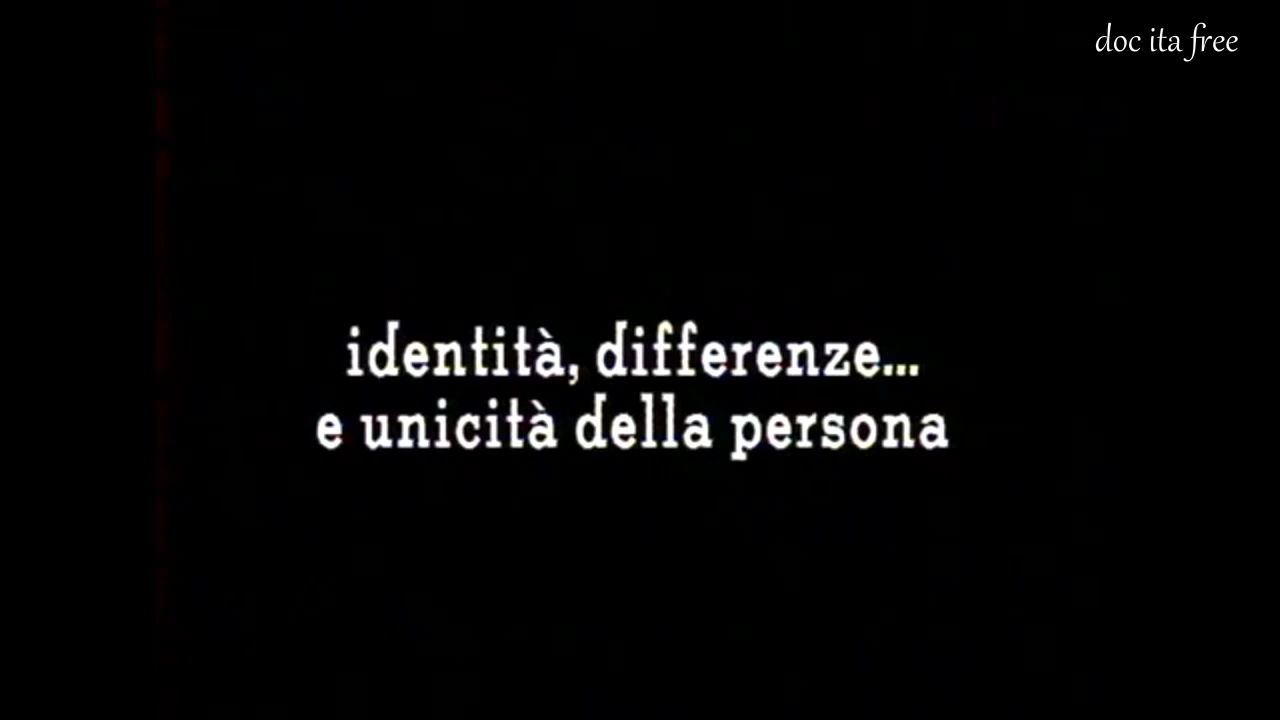 doc ita free
identità, differenze...
e unicità della persona